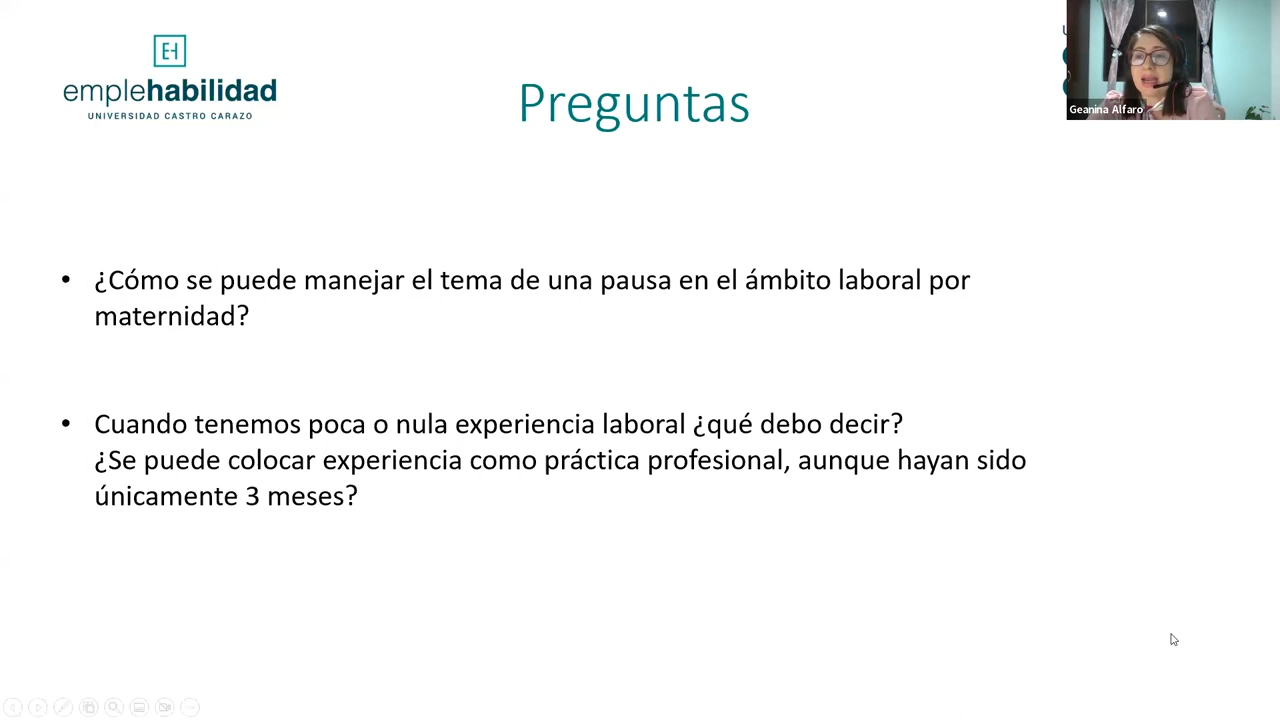 EH
emplehabilidad
UNIVERSIDAD CASTRO CARAZO
Preguntas
Geanina Alfaro
• ¿Cómo se puede manejar el tema de una pausa en el ámbito laboral por
maternidad?
• Cuando tenemos poca o nula experiencia laboral ¿qué debo decir?
¿Se puede colocar experiencia como práctica profesional, aunque hayan sido
únicamente 3 meses?